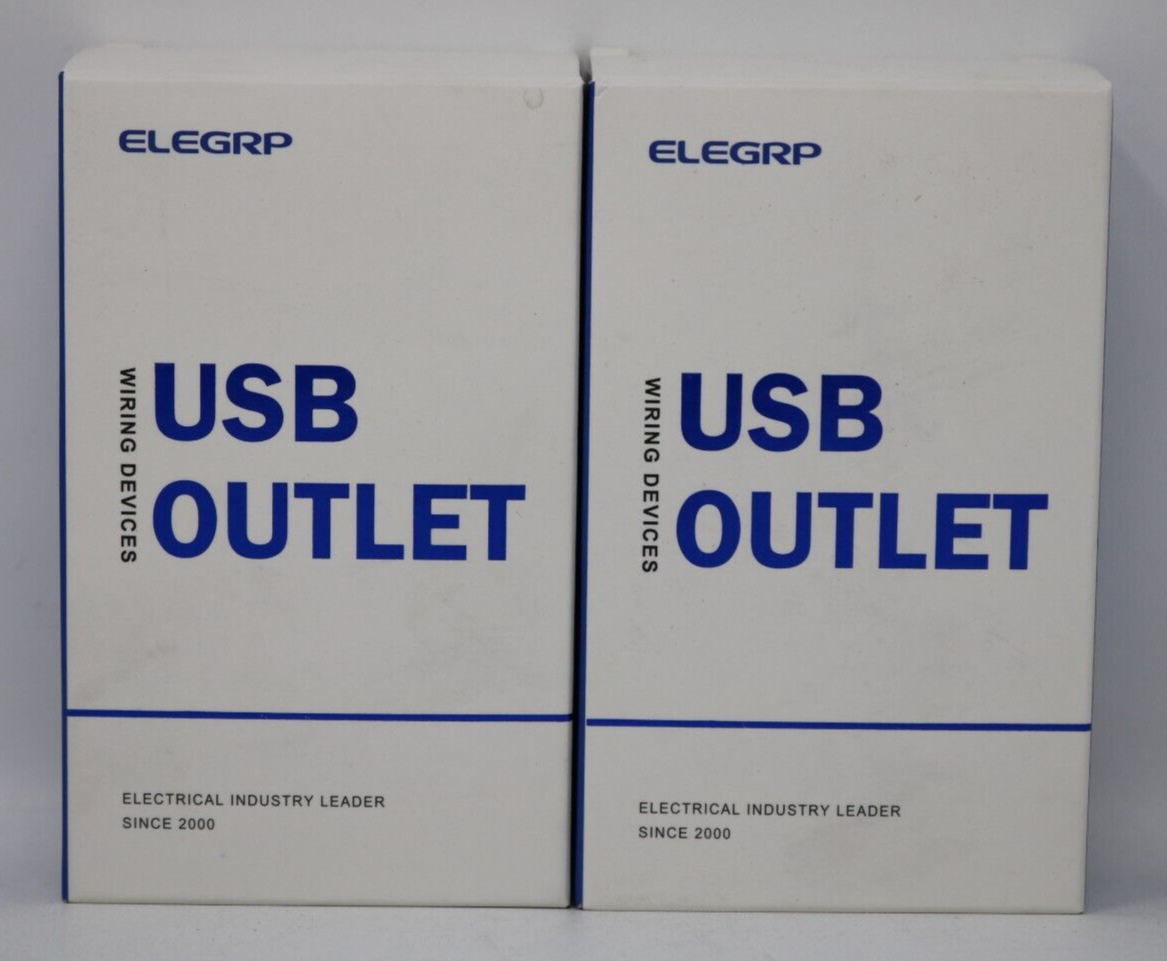 ELEGRP
WIRING DEVICES
USB
OUTLET
ELECTRICAL INDUSTRY LEADER
SINCE 2000
ELEGRP
WIRING DEVICES
USB
OUTLET
ELECTRICAL INDUSTRY LEADER
SINCE 2000